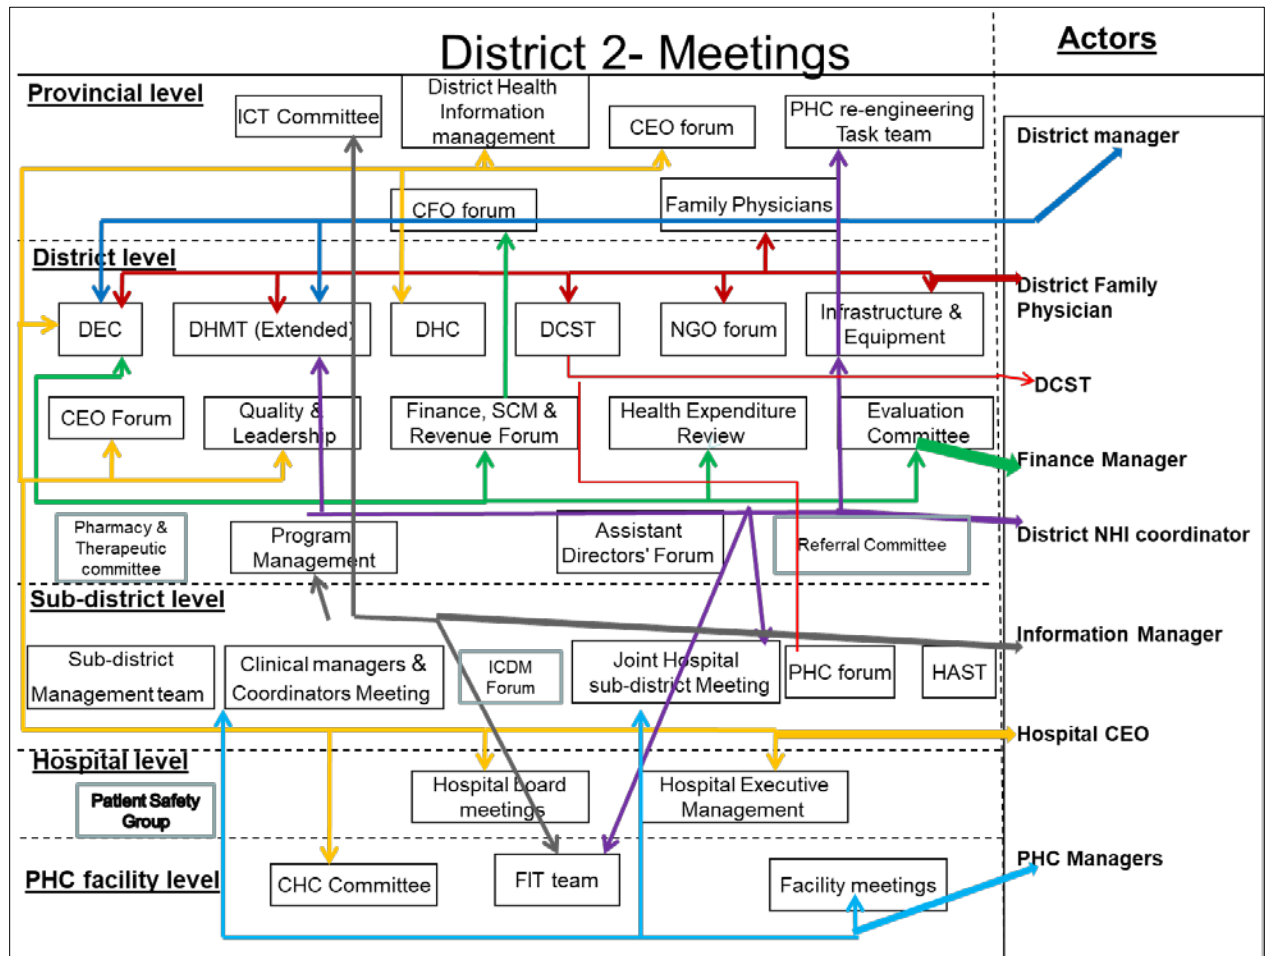 District 2- Meetings
Actors
Provincial level
ICT Committee
District Health
Information
management
CEO forum
PHC re-engineering
Task team
District manager
CFO forum
Family Physicians
District level
District Family
Physician
DEC
DHMT (Extended)
DHC
DCST
NGO forum
Infrastructure &
Equipment
DCST
CEO Forum
Quality &
Leadership
Finance, SCM &
Revenue Forum
Health Expenditure
Review
Evaluation
Committee
Finance Manager
Pharmacy &
Therapeutic
committee
Program
Management
Assistant
Directors' Forum
Referral Committee
District NHI coordinator
Sub-district level
Information Manager
Sub-district
Management team
Clinical managers &
Coordinators Meeting
ICDM
Forum
Joint Hospital
sub-district Meeting
PHC forum
HAST
Hospital CEO
Hospital level
Patient Safety
Group
Hospital board
meetings
Hospital Executive
Management
PHC Managers
PHC facility level
CHC Committee
FIT team
Facility meetings